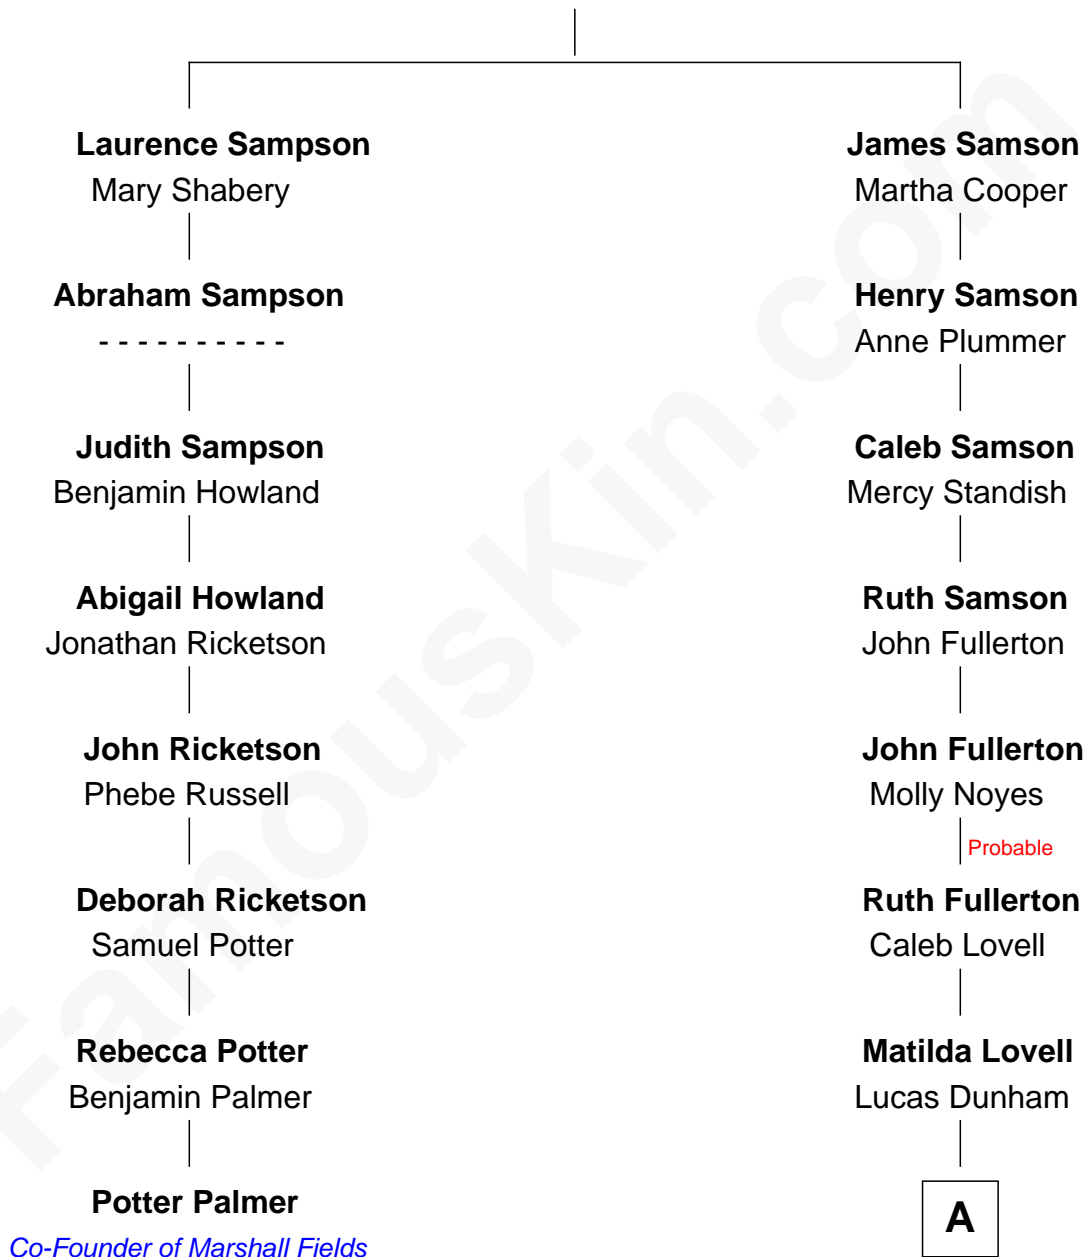 Laurence Sampson
Mary Shabery
James Samson
Martha Cooper
Abraham Sampson
- - - - - - - - - -
Henry Samson
Anne Plummer
Judith Sampson
Benjamin Howland
Caleb Samson
Mercy Standish
Abigail Howland
Jonathan Ricketson
Ruth Samson
John Fullerton
John Ricketson
Phebe Russell
John Fullerton
Molly Noyes
Probable
Deborah Ricketson
Samuel Potter
Ruth Fullerton
Caleb Lovell
Rebecca Potter
Benjamin Palmer
Matilda Lovell
Lucas Dunham
Potter Palmer
Co-Founder of Marshall Fields
A
FamousKin.com